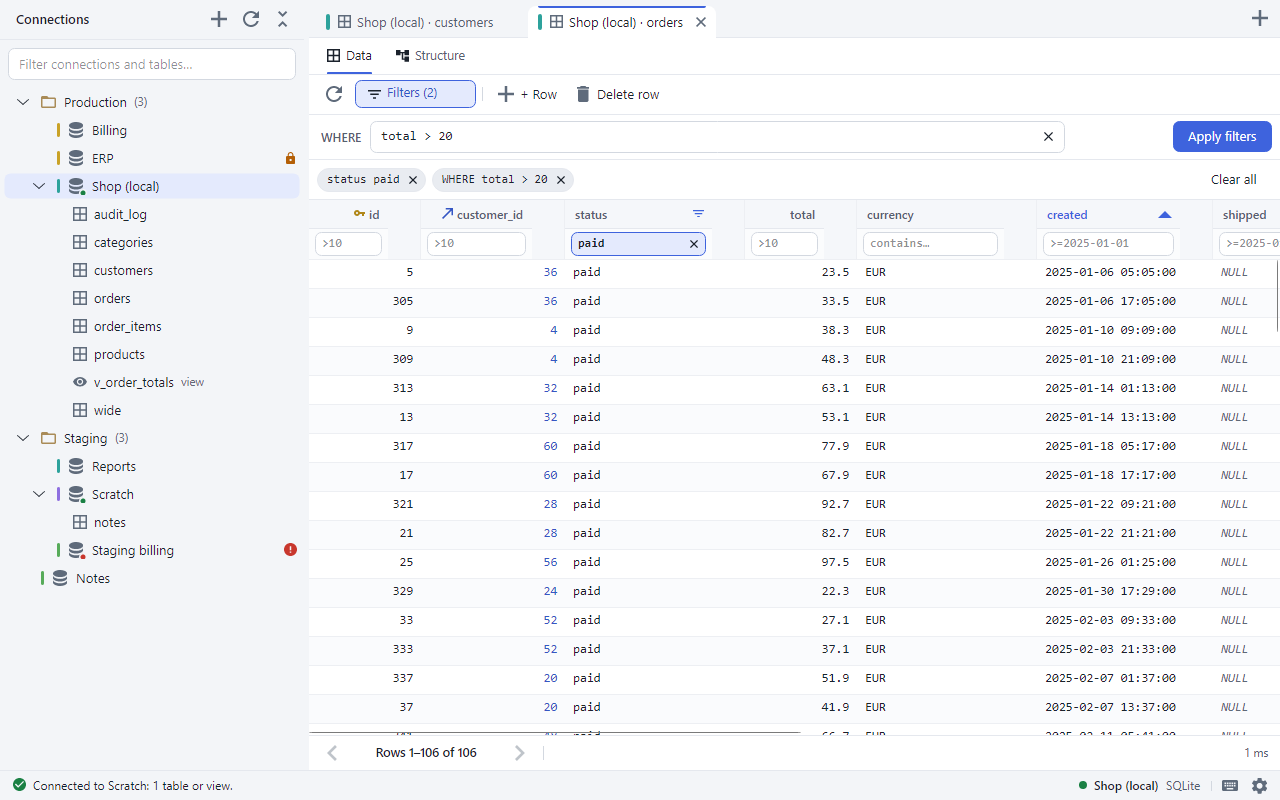 Connections
Shop (local) · customers
Shop (local) · orders
Filter connections and tables...
Production (3)
Billing
ERP
Shop (local)
audit_log
categories
customers
orders
order_items
products
v_order_totals view
wide
Staging (3)
Reports
Scratch
notes
Staging billing
Notes
Data
Structure
Filters (2)
+ Row
Delete row
WHERE
total > 20
Apply filters
status paid
WHERE total > 20
Clear all
id customer_id status total currency created shipped
>10 >10 paid >10 contains… >=2025-01-01 >=2025-0
5 36 paid 23.5 EUR 2025-01-06 05:05:00 NULL
305 36 paid 33.5 EUR 2025-01-06 17:05:00 NULL
9 4 paid 38.3 EUR 2025-01-10 09:09:00 NULL
309 4 paid 48.3 EUR 2025-01-10 21:09:00 NULL
313 32 paid 63.1 EUR 2025-01-14 01:13:00 NULL
13 32 paid 53.1 EUR 2025-01-14 13:13:00 NULL
317 60 paid 77.9 EUR 2025-01-18 05:17:00 NULL
17 60 paid 67.9 EUR 2025-01-18 17:17:00 NULL
321 28 paid 92.7 EUR 2025-01-22 09:21:00 NULL
21 28 paid 82.7 EUR 2025-01-22 21:21:00 NULL
25 56 paid 97.5 EUR 2025-01-26 01:25:00 NULL
329 24 paid 22.3 EUR 2025-01-30 17:29:00 NULL
33 52 paid 27.1 EUR 2025-02-03 09:33:00 NULL
333 52 paid 37.1 EUR 2025-02-03 21:33:00 NULL
337 20 paid 51.9 EUR 2025-02-07 01:37:00 NULL
37 20 paid 41.9 EUR 2025-02-07 13:37:00 NULL
Rows 1–106 of 106
1 ms
Connected to Scratch: 1 table or view.
Shop (local) SQLite